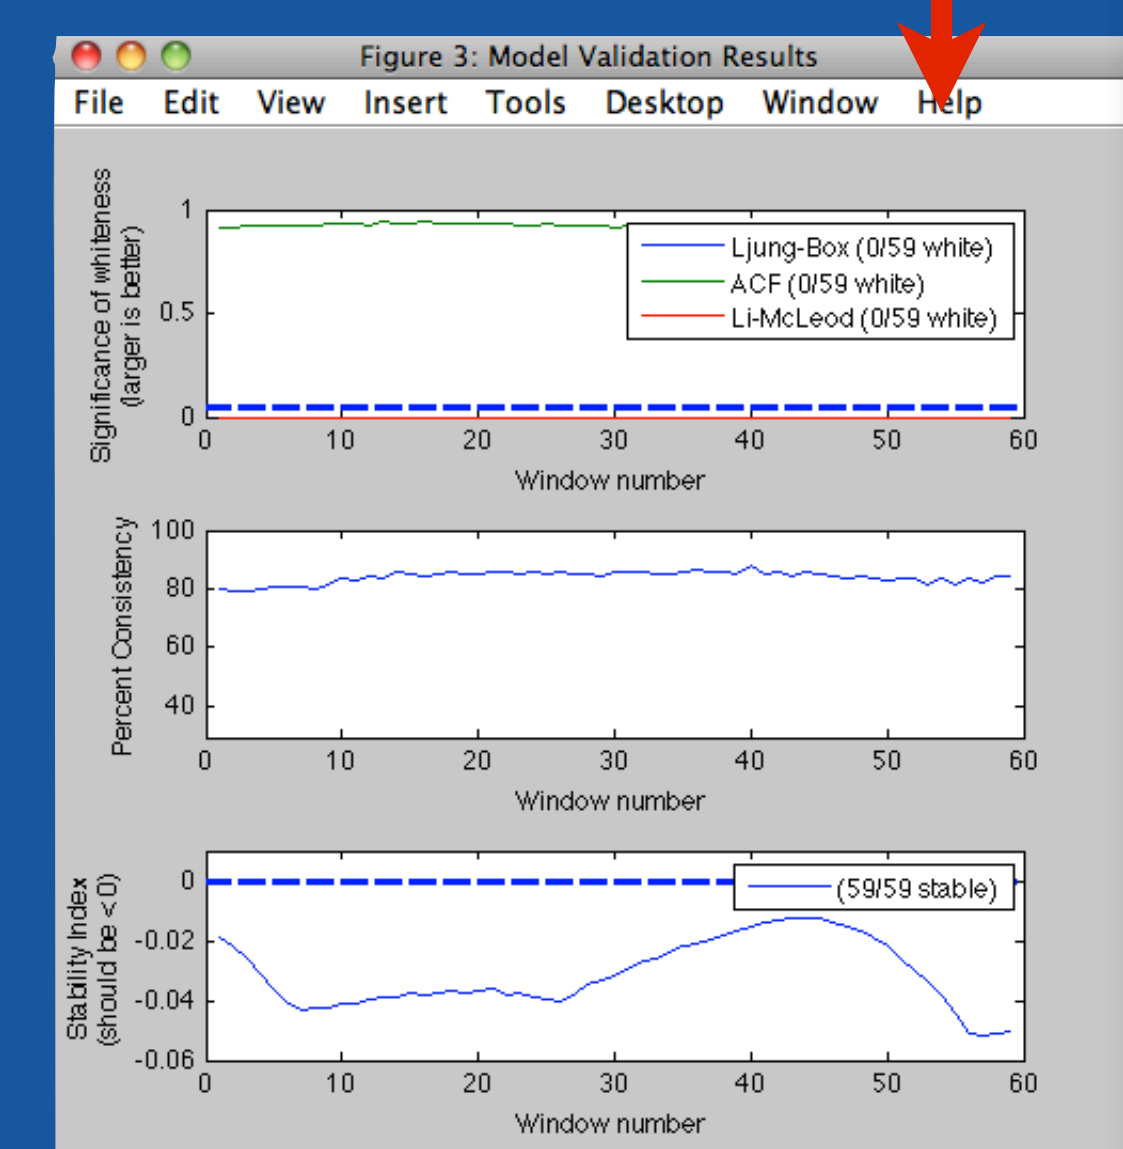 Figure 3: Model Validation Results
File Edit View Insert Tools Desktop Window Help
Significance of whiteness
(larger is better)
1
0.5
0
Ljung-Box (0/59 white)
ACF (0/59 white)
Li-McLeod (0/59 white)
0 10 20 30 40 50 60
Window number
Percent Consistency
100
80
60
40
0 10 20 30 40 50 60
Window number
Stability Index
(should be <0)
0
-0.02
-0.04
-0.06
(59/59 stable)
0 10 20 30 40 50 60
Window number